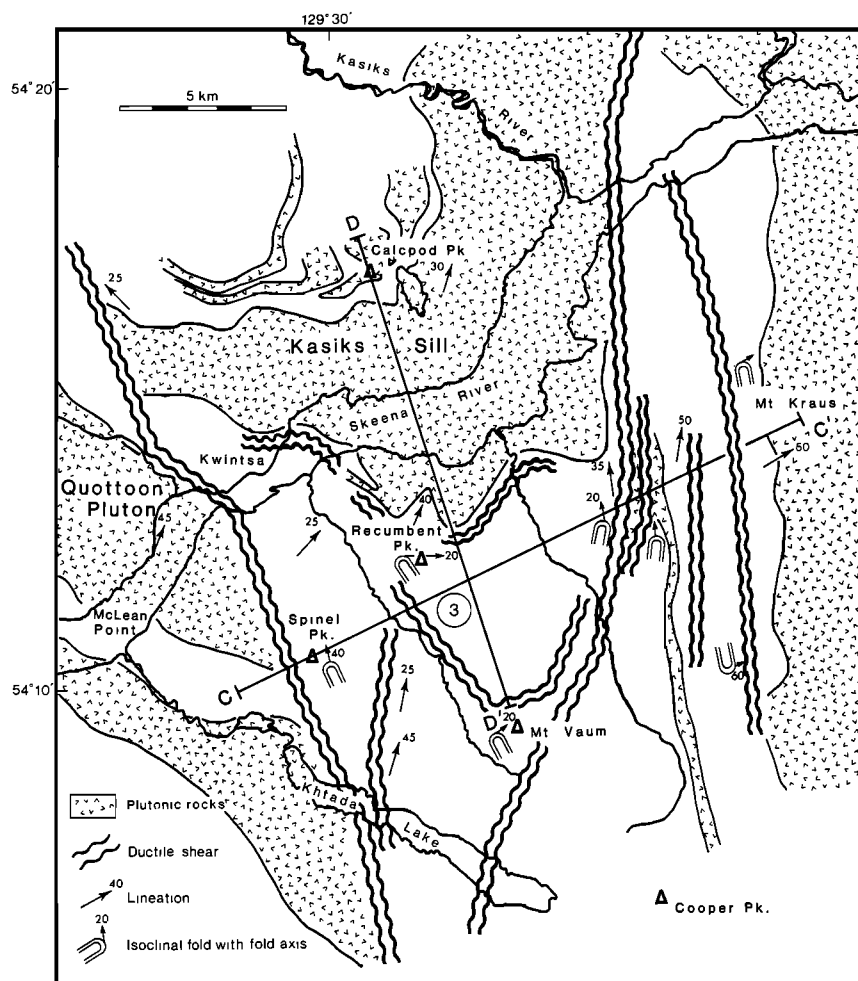 129° 30'
54° 20'
5 km
Kasiks
River
D
Calcpod Pk
30
25
Kasiks Sill
Skeena River
Mt Kraus
C'
50
60
Kwintsa
Quottoon
Pluton
45
40
35
20
25
Recumbent
Pk.
20
McLean
Point
3
Spinel
Pk.
40
25
60
54° 10'
C
D'
20
Mt Vaum
45
Khtada
Lake
Plutonic rocks
Ductile shear
40
Lineation
20
Isoclinal fold with fold axis
Cooper Pk.